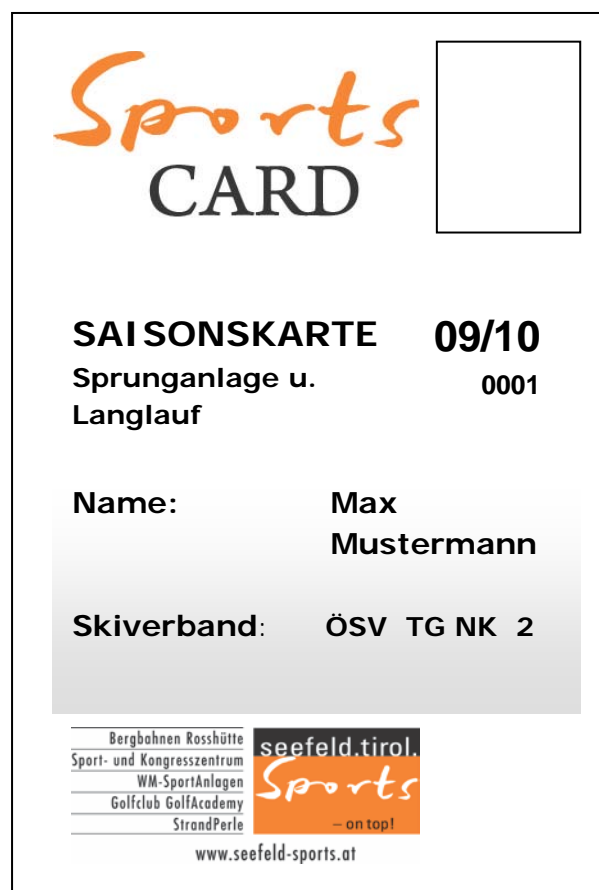 Sports
CARD
SAISONSKARTE 09/10
Sprunganlage u. 0001
Langlauf
Name: Max
Mustermann
Skiverband: ÖSV TG NK 2
Bergbahnen Rosshütte
Sport- und Kongresszentrum
WM-SportAnlagen
Golfclub GolfAcademy
StrandPerle
seefeld.tirol.
Sports
– on top!
www.seefeld-sports.at